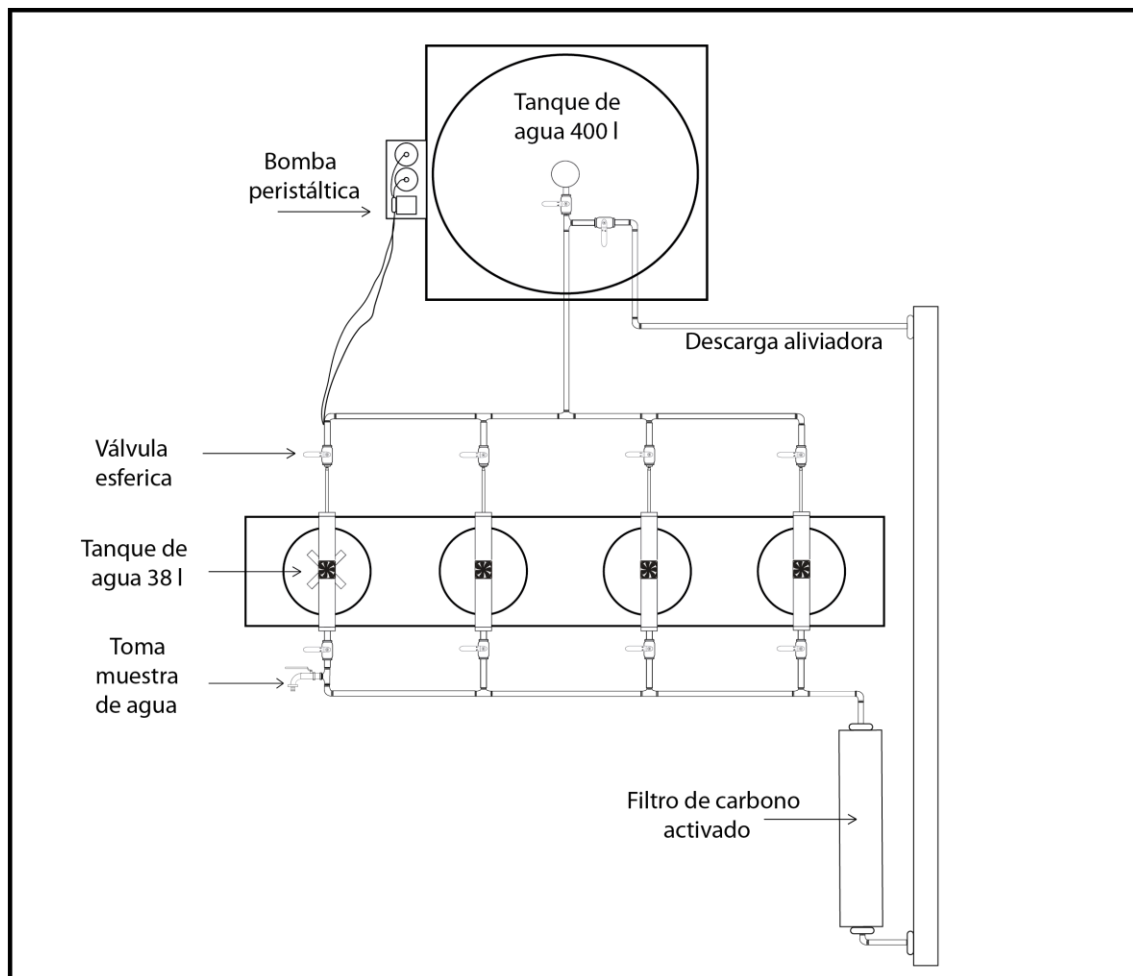 Tanque de
agua 400 l
Bomba
peristáltica
Descarga aliviadora
Válvula
esferica
Tanque de
agua 38 l
Toma
muestra
de agua
Filtro de carbono
activado